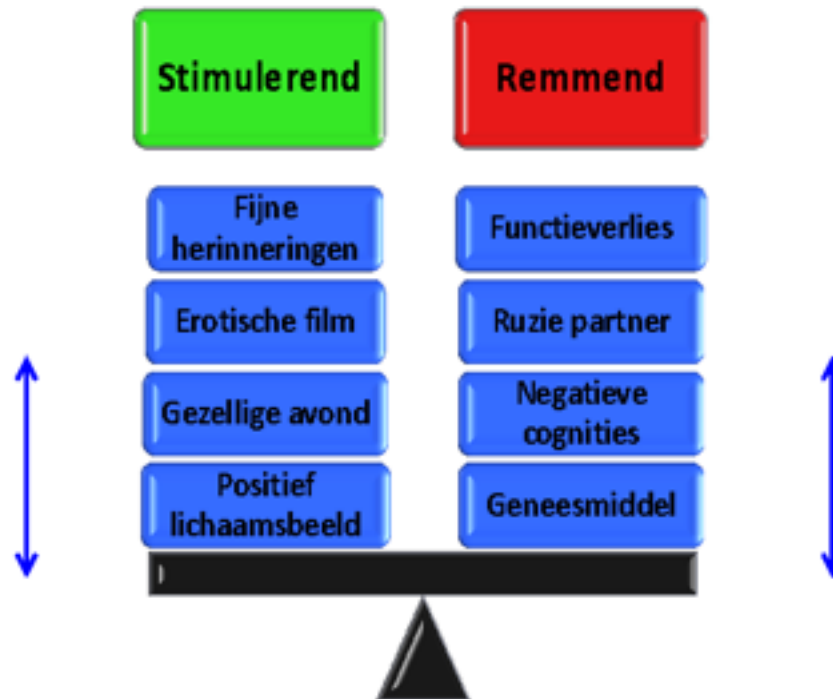 Stimulerend
Remmend
Fijne
herinneringen
Functieverlies
Erotische film
Ruzie partner
Gezellige avond
Negatieve
cognities
Positief
lichaamsbeeld
Geneesmiddel